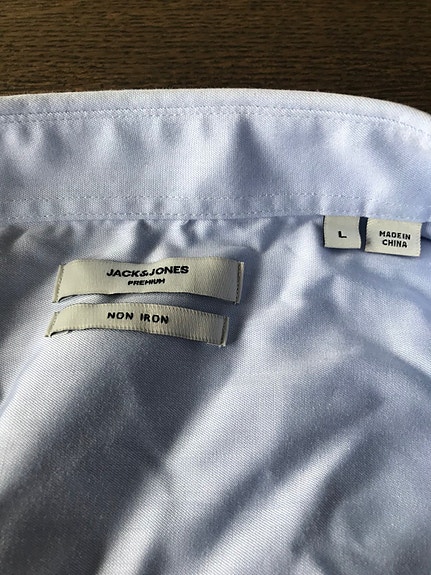 L
MADE IN
CHINA
JACK&JONES
PREMIUM
NON IRON